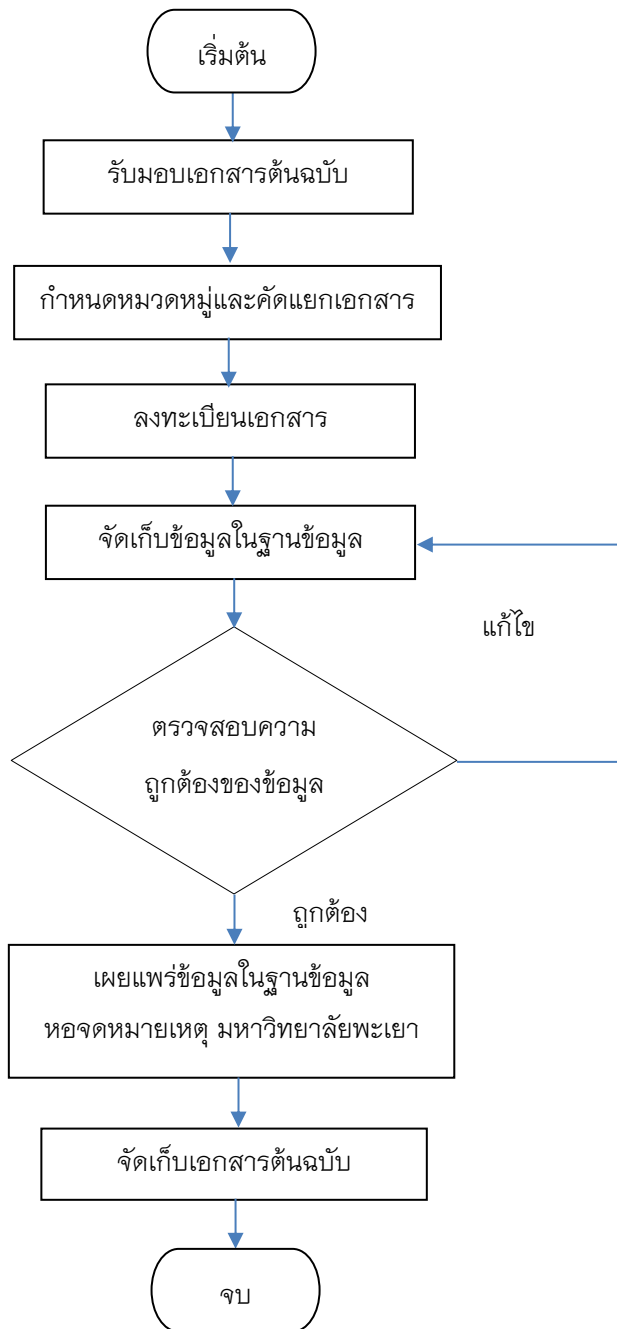 เริ่มต้น
รับมอบเอกสารต้นฉบับ
กำหนดหมวดหมู่และคัดแยกเอกสาร
ลงทะเบียนเอกสาร
จัดเก็บข้อมูลในฐานข้อมูล
แก้ไข
ตรวจสอบความ
ถูกต้องของข้อมูล
ถูกต้อง
เผยแพร่ข้อมูลในฐานข้อมูล
หอจดหมายเหตุ มหาวิทยาลัยพะเยา
จัดเก็บเอกสารต้นฉบับ
จบ